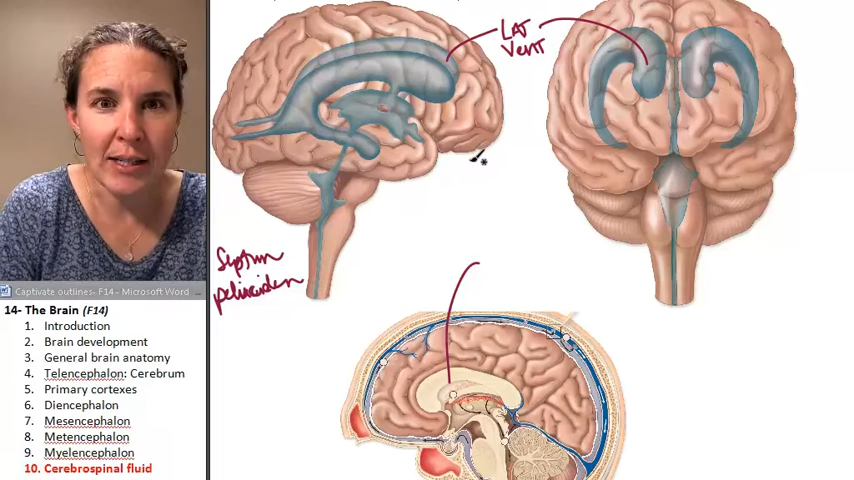 LAT
VENT
Septum
pellucidem
Captivate outlines- F14 - Microsoft Word
14- The Brain (F14)
1. Introduction
2. Brain development
3. General brain anatomy
4. Telencephalon: Cerebrum
5. Primary cortexes
6. Diencephalon
7. Mesencephalon
8. Metencephalon
9. Myelencephalon
10. Cerebrospinal fluid